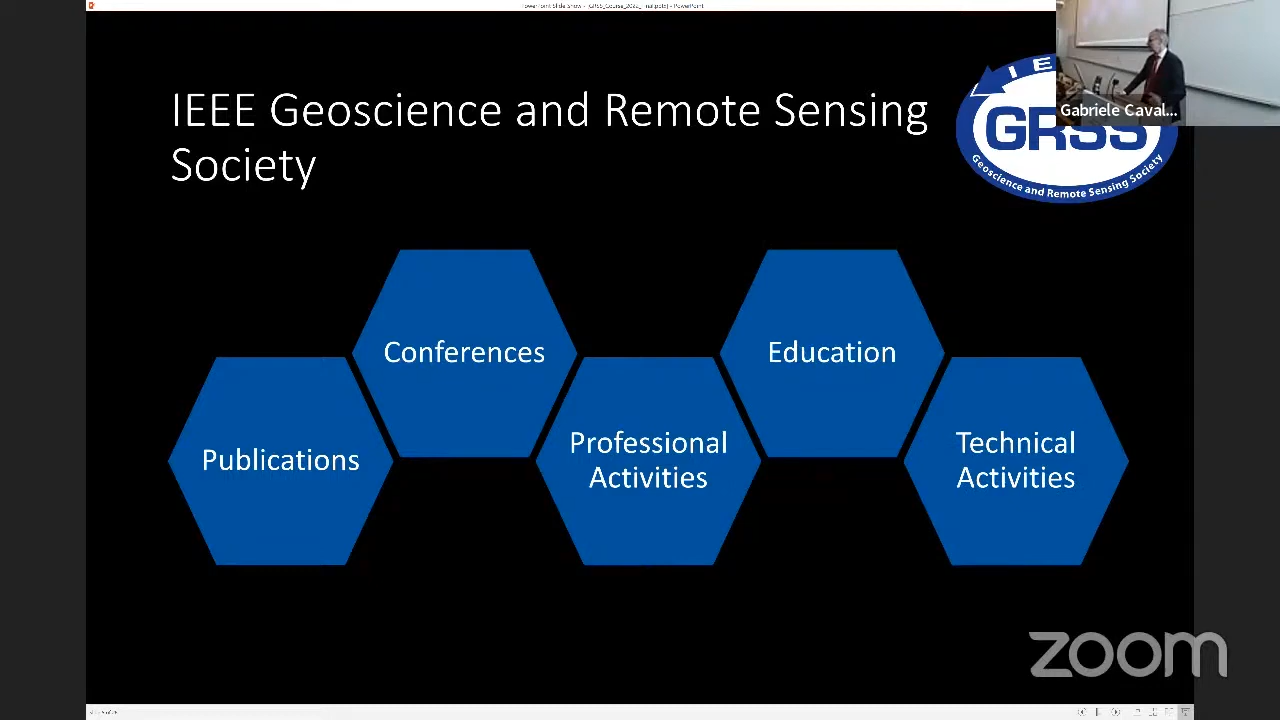 IEEE Geoscience and Remote Sensing
Society
GRSS
Geoscience and Remote Sensing Society
Gabriele Caval...
Conferences
Education
Publications
Professional
Activities
Technical
Activities
zoom